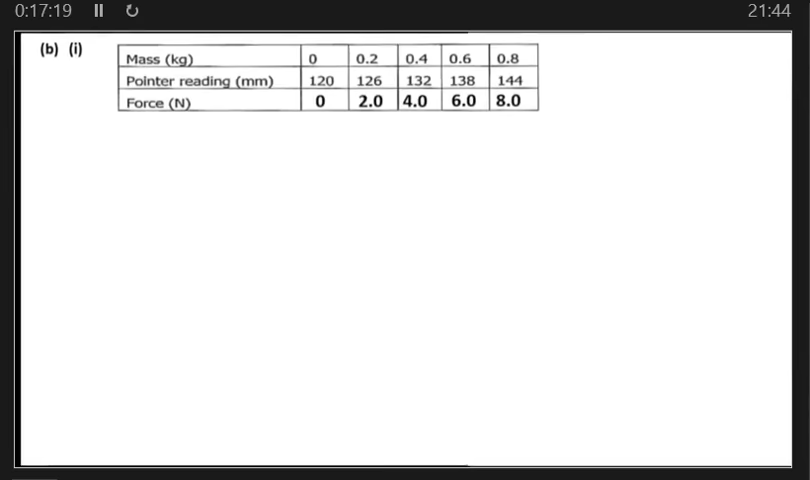 0:17:19 21:44
(b) (i)
Mass (kg) 0 0.2 0.4 0.6 0.8
Pointer reading (mm) 120 126 132 138 144
Force (N) 0 2.0 4.0 6.0 8.0